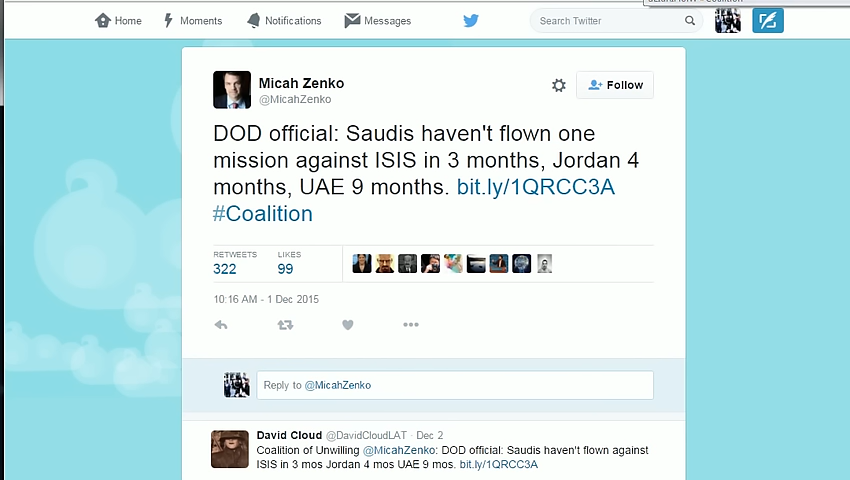 Home Moments Notifications Messages Search Twitter
Micah Zenko
@MicahZenko
Follow
DOD official: Saudis haven't flown one
mission against ISIS in 3 months, Jordan 4
months, UAE 9 months. bit.ly/1QRCC3A
#Coalition
RETWEETS LIKES
322 99
10:16 AM - 1 Dec 2015
Reply to @MicahZenko
David Cloud @DavidCloudLAT · Dec 2
Coalition of Unwilling @MicahZenko: DOD official: Saudis haven't flown against
ISIS in 3 mos Jordan 4 mos UAE 9 mos. bit.ly/1QRCC3A